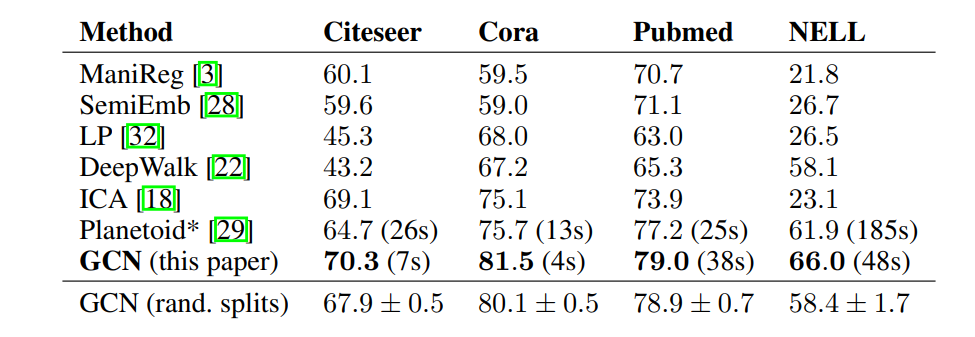 Method Citeseer Cora Pubmed NELL
ManiReg [3] 60.1 59.5 70.7 21.8
SemiEmb [28] 59.6 59.0 71.1 26.7
LP [32] 45.3 68.0 63.0 26.5
DeepWalk [22] 43.2 67.2 65.3 58.1
ICA [18] 69.1 75.1 73.9 23.1
Planetoid* [29] 64.7 (26s) 75.7 (13s) 77.2 (25s) 61.9 (185s)
GCN (this paper) 70.3 (7s) 81.5 (4s) 79.0 (38s) 66.0 (48s)
GCN (rand. splits) 67.9 ± 0.5 80.1 ± 0.5 78.9 ± 0.7 58.4 ± 1.7